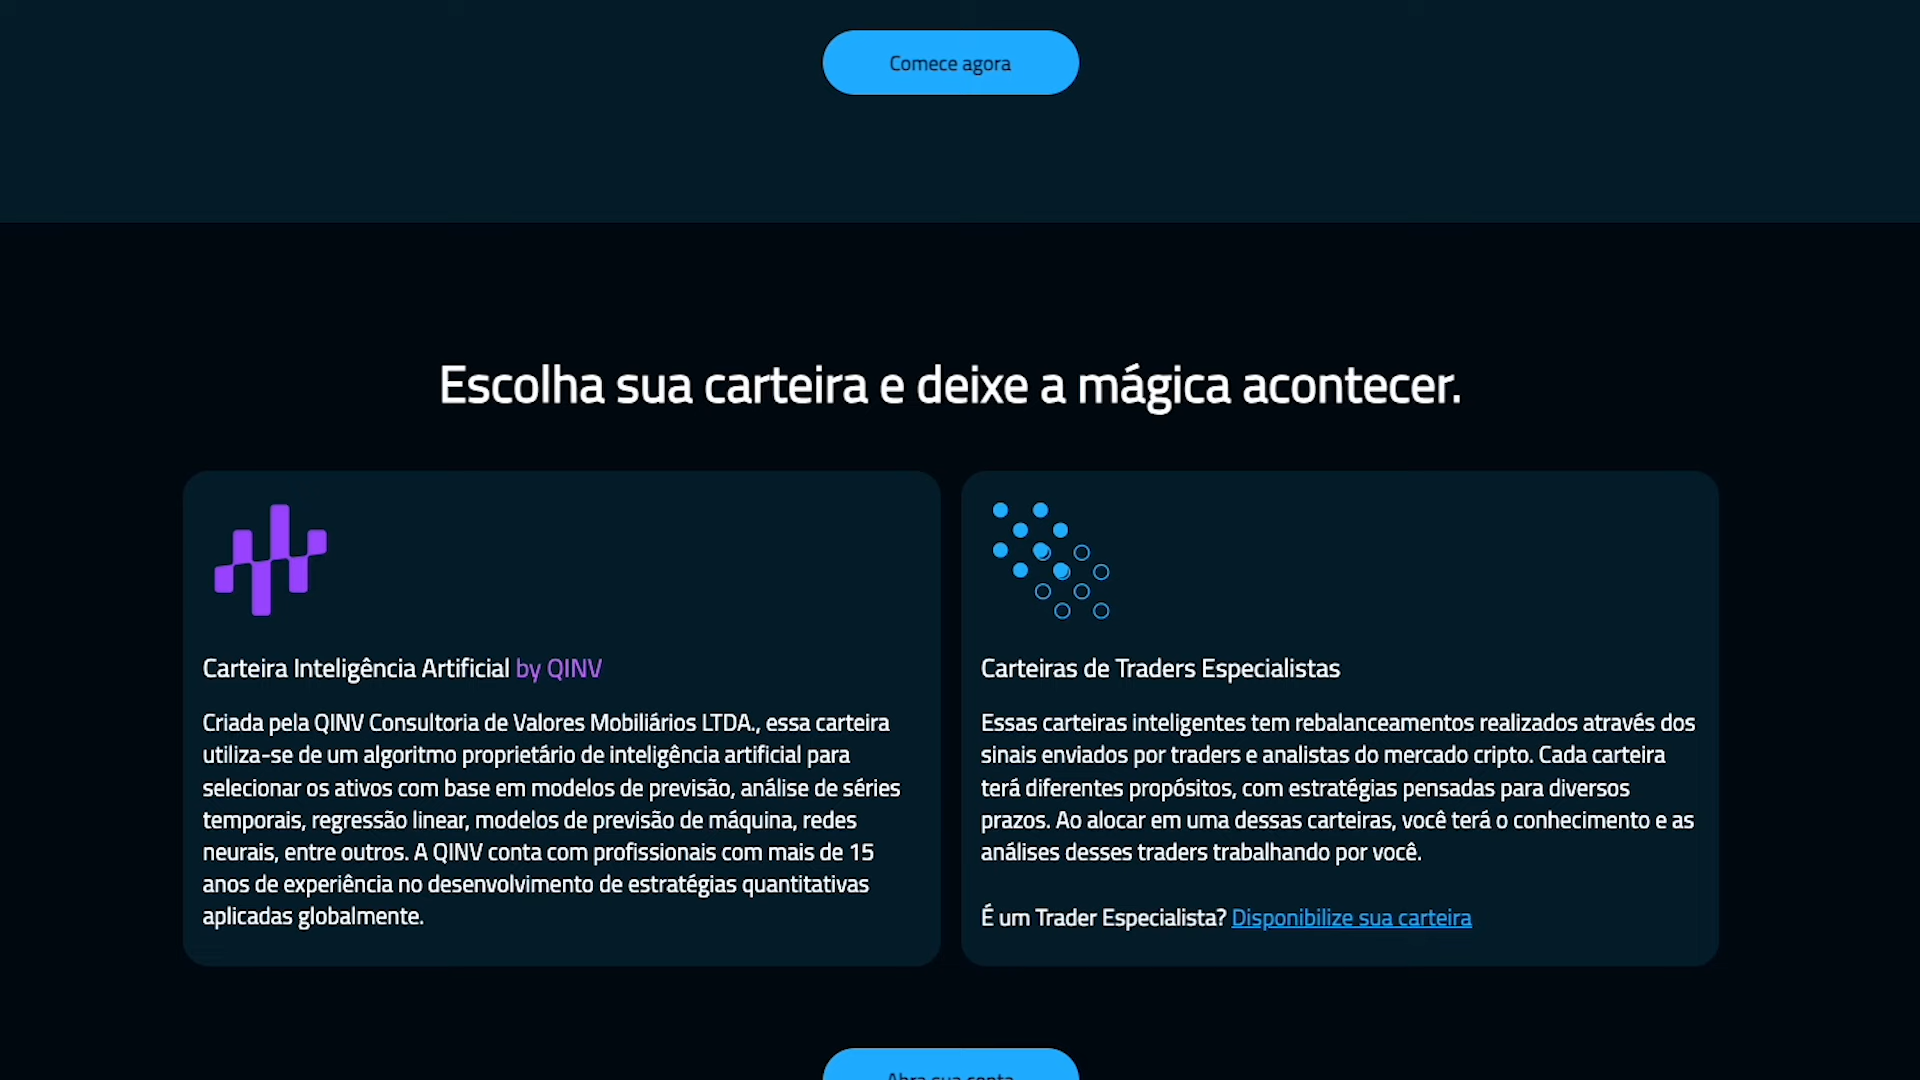 Comece agora
Escolha sua carteira e deixe a mágica acontecer.
Carteira Inteligência Artificial by QINV
Criada pela QINV Consultoria de Valores Mobiliários LTDA., essa carteira
utiliza-se de um algoritmo proprietário de inteligência artificial para
selecionar os ativos com base em modelos de previsão, análise de séries
temporais, regressão linear, modelos de previsão de máquina, redes
neurais, entre outros. A QINV conta com profissionais com mais de 15
anos de experiência no desenvolvimento de estratégias quantitativas
aplicadas globalmente.
Carteiras de Traders Especialistas
Essas carteiras inteligentes tem rebalanceamentos realizados através dos
sinais enviados por traders e analistas do mercado cripto. Cada carteira
terá diferentes propósitos, com estratégias pensadas para diversos
prazos. Ao alocar em uma dessas carteiras, você terá o conhecimento e as
análises desses traders trabalhando por você.
É um Trader Especialista? Disponibilize sua carteira
Abra sua conta